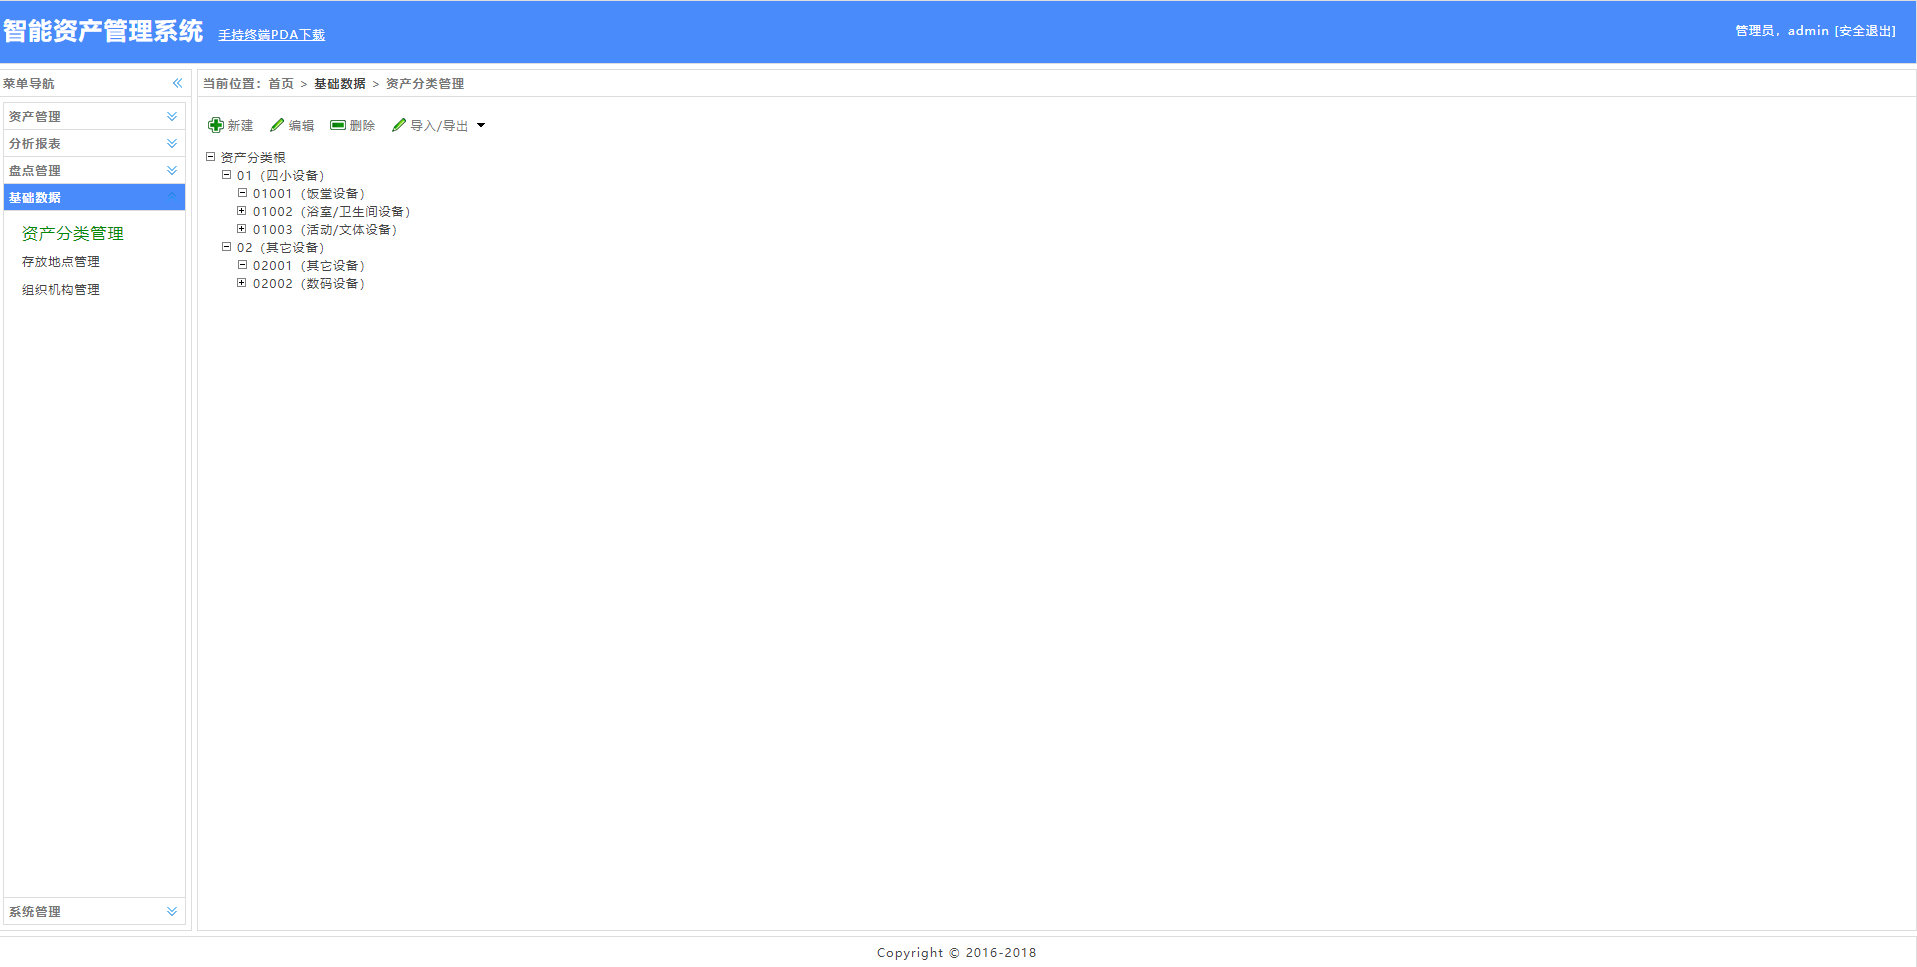 智能资产管理系统 手持终端PDA下载
管理员，admin [安全退出]
菜单导航
资产管理
分析报表
盘点管理
基础数据
资产分类管理
存放地点管理
组织机构管理
系统管理
当前位置：首页 > 基础数据 > 资产分类管理
新建 编辑 删除 导入/导出
资产分类根
01（四小设备）
01001（饭堂设备）
01002（浴室/卫生间设备）
01003（活动/文体设备）
02（其它设备）
02001（其它设备）
02002（数码设备）
Copyright © 2016-2018